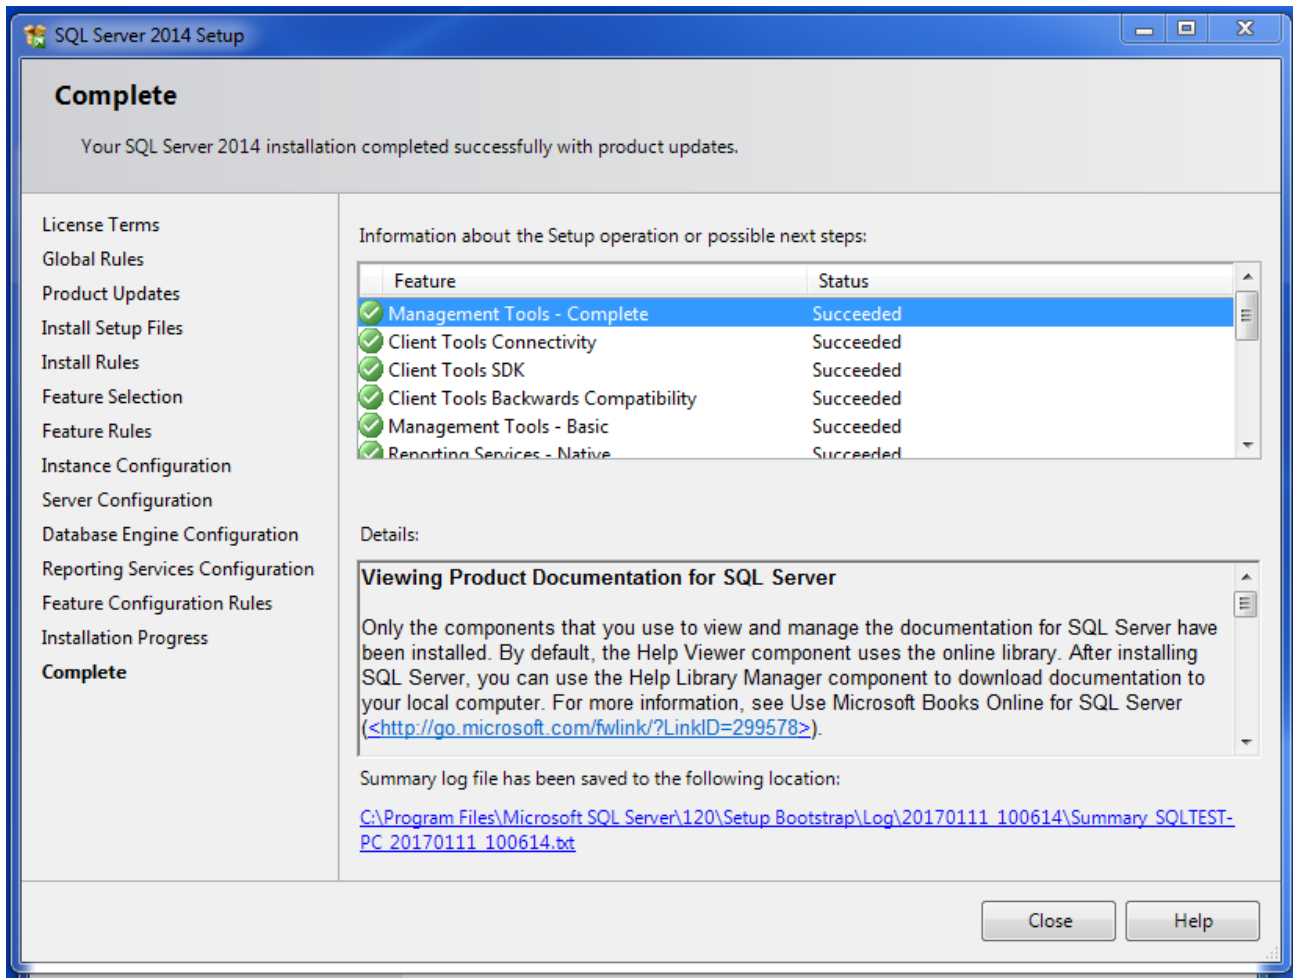 SQL Server 2014 Setup
Complete
Your SQL Server 2014 installation completed successfully with product updates.
License Terms
Global Rules
Product Updates
Install Setup Files
Install Rules
Feature Selection
Feature Rules
Instance Configuration
Server Configuration
Database Engine Configuration
Reporting Services Configuration
Feature Configuration Rules
Installation Progress
Complete
Information about the Setup operation or possible next steps:
Feature Status
Management Tools - Complete Succeeded
Client Tools Connectivity Succeeded
Client Tools SDK Succeeded
Client Tools Backwards Compatibility Succeeded
Management Tools - Basic Succeeded
Reporting Services - Native Succeeded
Details:
Viewing Product Documentation for SQL Server
Only the components that you use to view and manage the documentation for SQL Server have
been installed. By default, the Help Viewer component uses the online library. After installing
SQL Server, you can use the Help Library Manager component to download documentation to
your local computer. For more information, see Use Microsoft Books Online for SQL Server
(<http://go.microsoft.com/fwlink/?LinkID=299578>).
Summary log file has been saved to the following location:
C:\Program Files\Microsoft SQL Server\120\Setup Bootstrap\Log\20170111_100614\Summary_SQLTEST-
PC_20170111_100614.txt
Close Help